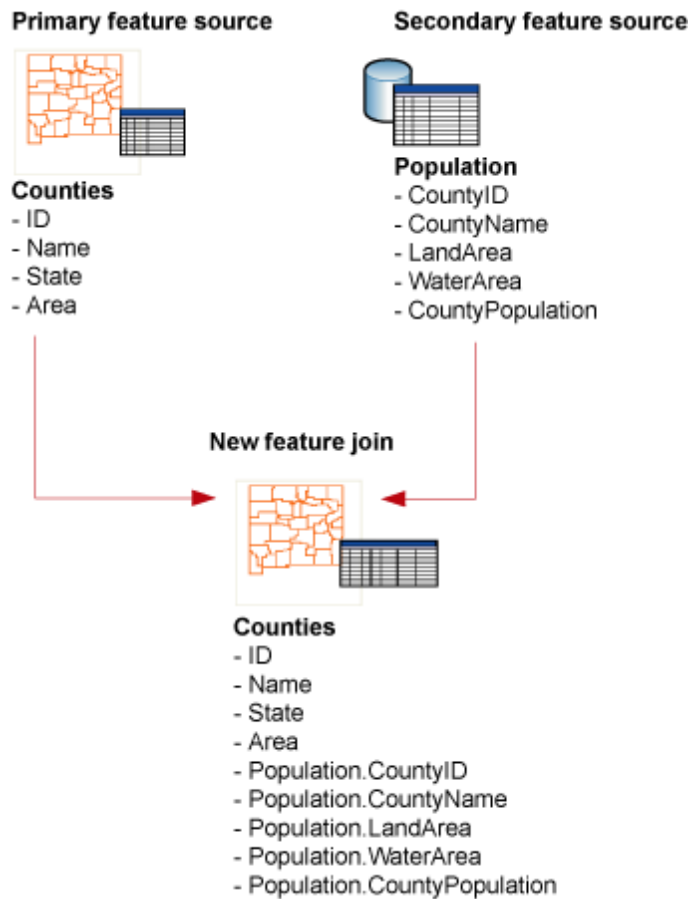 Primary feature source
Secondary feature source
Counties
- ID
- Name
- State
- Area
Population
- CountyID
- CountyName
- LandArea
- WaterArea
- CountyPopulation
New feature join
Counties
- ID
- Name
- State
- Area
- Population.CountyID
- Population.CountyName
- Population.LandArea
- Population.WaterArea
- Population.CountyPopulation